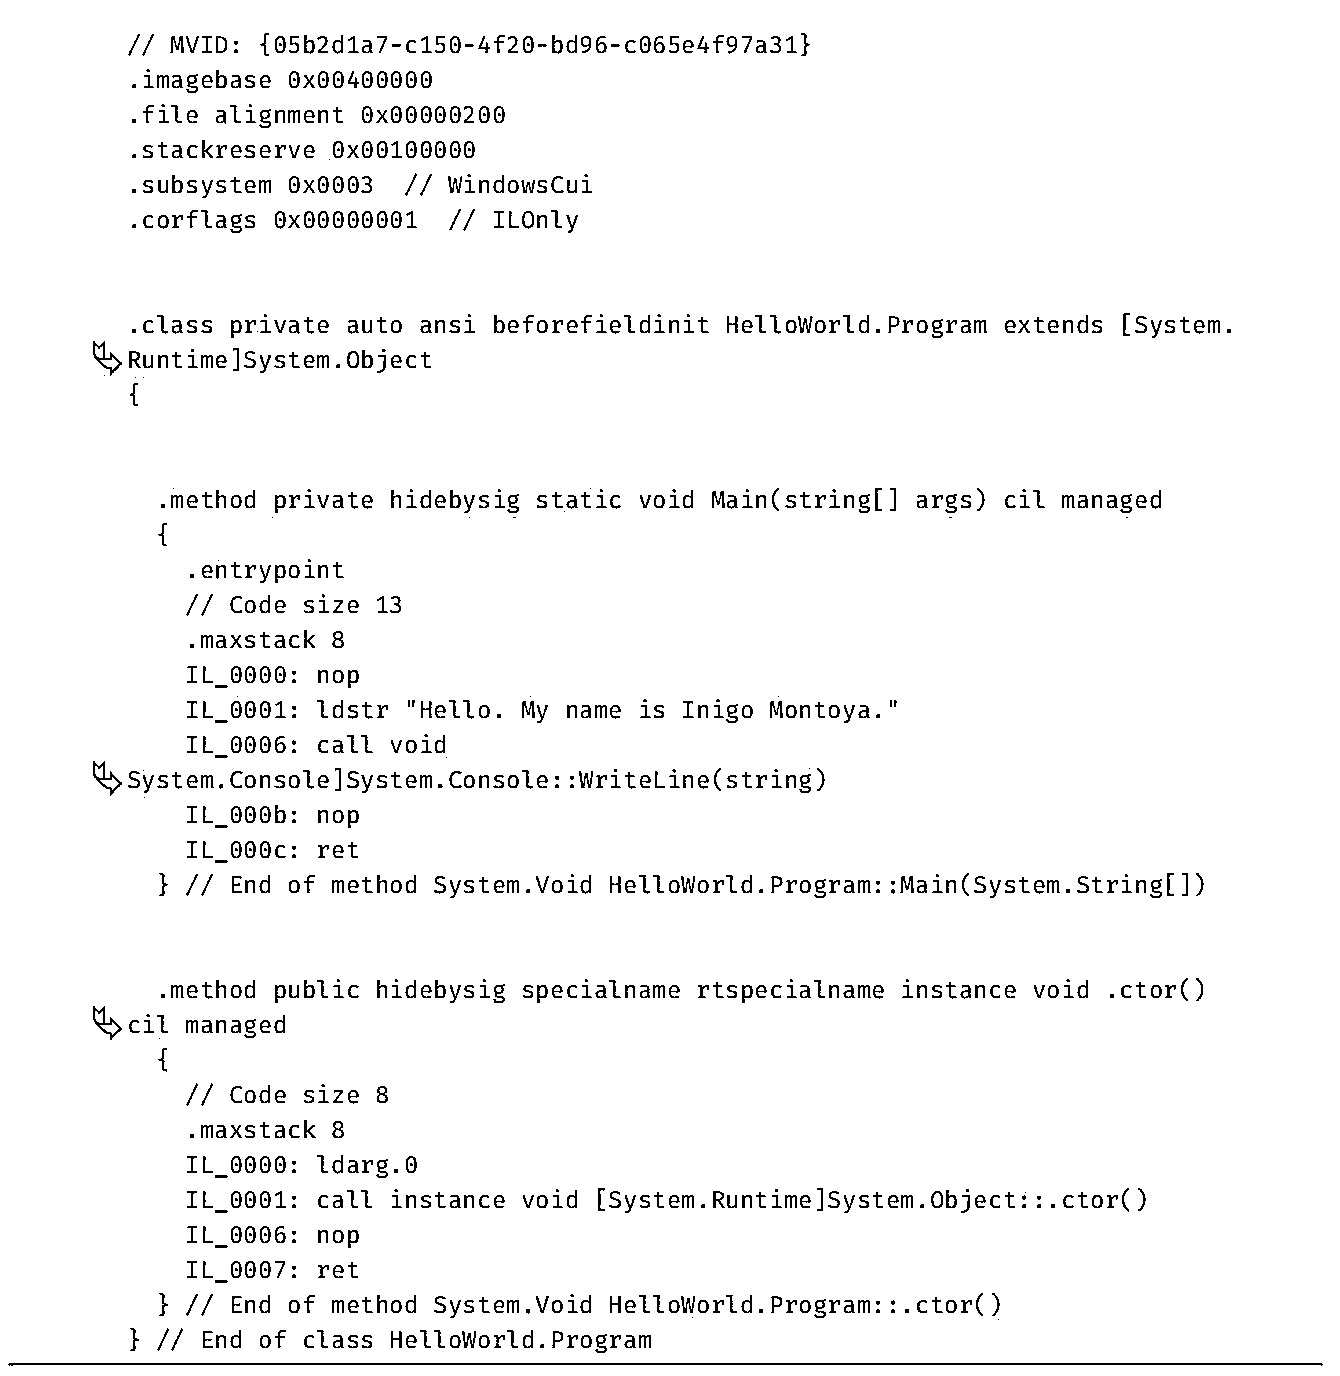 // MVID: {05b2d1a7-c150-4f20-bd96-c065e4f97a31}
.imagebase 0x00400000
.file alignment 0x00000200
.stackreserve 0x00100000
.subsystem 0x0003  // WindowsCui
.corflags 0x00000001  // ILOnly
.class private auto ansi beforefieldinit HelloWorld.Program extends [System.
Runtime]System.Object
{
.method private hidebysig static void Main(string[] args) cil managed
{
.entrypoint
// Code size 13
.maxstack 8
IL_0000: nop
IL_0001: ldstr "Hello. My name is Inigo Montoya."
IL_0006: call void
System.Console]System.Console::WriteLine(string)
IL_000b: nop
IL_000c: ret
} // End of method System.Void HelloWorld.Program::Main(System.String[])
.method public hidebysig specialname rtspecialname instance void .ctor()
cil managed
{
// Code size 8
.maxstack 8
IL_0000: ldarg.0
IL_0001: call instance void [System.Runtime]System.Object::.ctor()
IL_0006: nop
IL_0007: ret
} // End of method System.Void HelloWorld.Program::.ctor()
} // End of class HelloWorld.Program